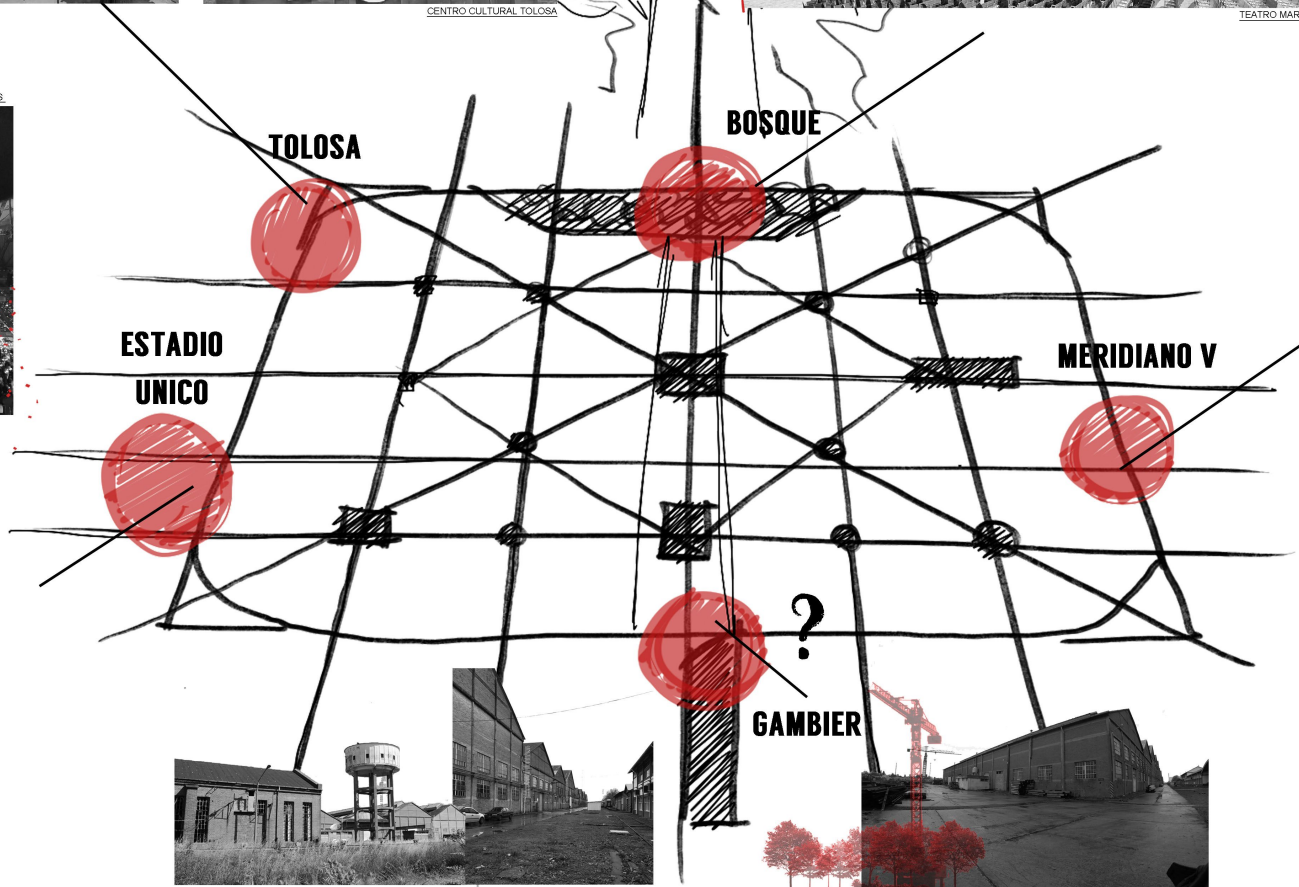 CENTRO CULTURAL TOLOSA
TEATRO MAR
BOSQUE
TOLOSA
ESTADIO
UNICO
MERIDIANO V
?
GAMBIER